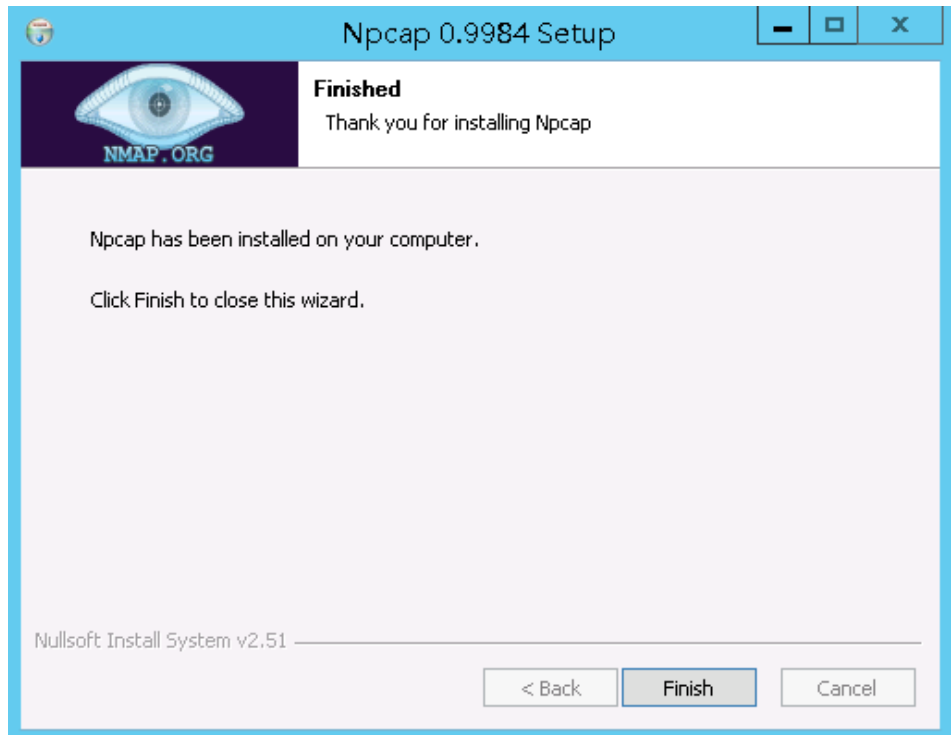 Npcap 0.9984 Setup
Finished
Thank you for installing Npcap
NMAP.ORG
Npcap has been installed on your computer.
Click Finish to close this wizard.
Nullsoft Install System v2.51
< Back
Finish
Cancel